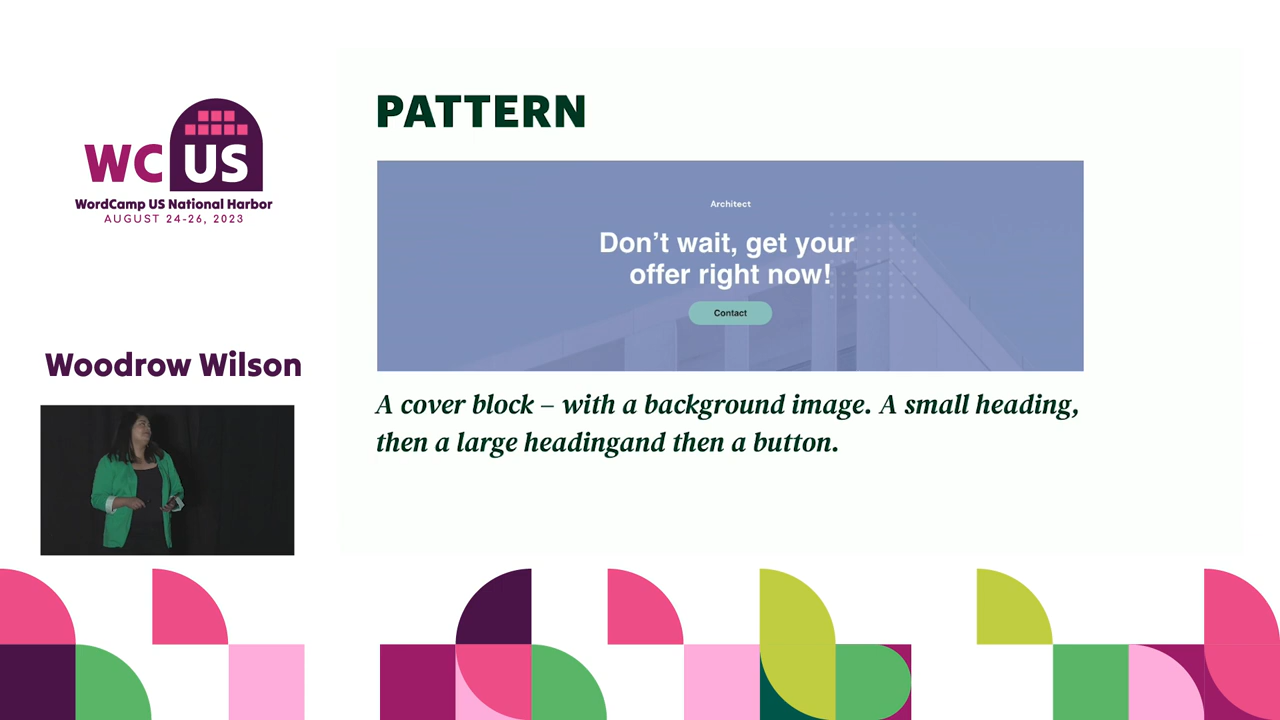 WC US
WordCamp US National Harbor
AUGUST 24-26, 2023
Woodrow Wilson
PATTERN
Architect
Don't wait, get your
offer right now!
Contact
A cover block – with a background image. A small heading,
then a large headingand then a button.